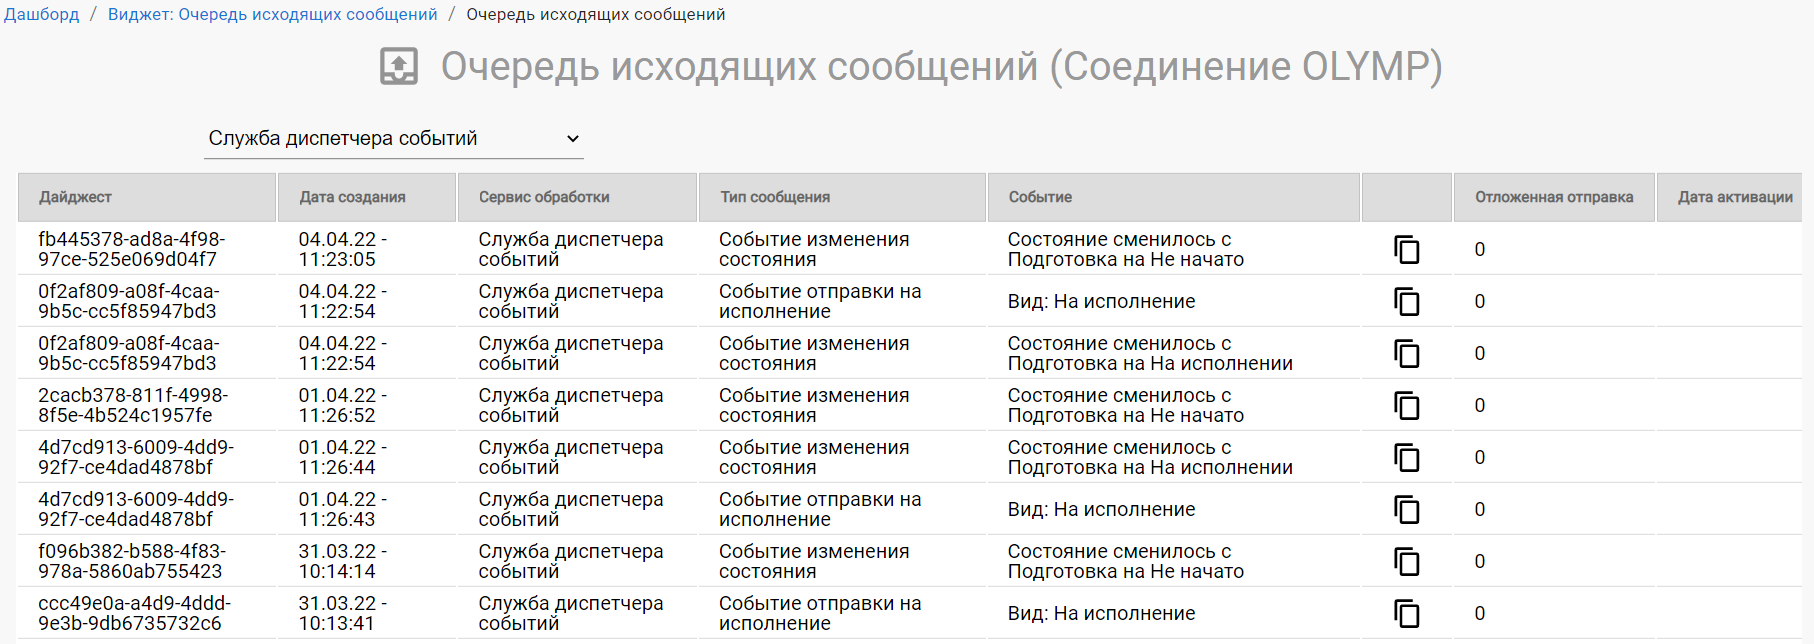 Дашборд / Виджет: Очередь исходящих сообщений / Очередь исходящих сообщений
Очередь исходящих сообщений (Соединение OLYMP)
Служба диспетчера событий
Дайджест Дата создания Сервис обработки Тип сообщения Событие Отложенная отправка Дата активации
fb445378-ad8a-4f98- 04.04.22 - Служба диспетчера Событие изменения Состояние сменилось с
97ce-525e069d04f7 11:23:05 событий состояния Подготовка на Не начато 0
0f2af809-a08f-4caa- 04.04.22 - Служба диспетчера Событие отправки на
9b5c-cc5f85947bd3 11:22:54 событий исполнение Вид: На исполнение 0
0f2af809-a08f-4caa- 04.04.22 - Служба диспетчера Событие изменения Состояние сменилось с
9b5c-cc5f85947bd3 11:22:54 событий состояния Подготовка на На исполнении 0
2cacb378-811f-4998- 01.04.22 - Служба диспетчера Событие изменения Состояние сменилось с
8f5e-4b524c1957fe 11:26:52 событий состояния Подготовка на Не начато 0
4d7cd913-6009-4dd9- 01.04.22 - Служба диспетчера Событие изменения Состояние сменилось с
92f7-ce4dad4878bf 11:26:44 событий состояния Подготовка на На исполнении 0
4d7cd913-6009-4dd9- 01.04.22 - Служба диспетчера Событие отправки на
92f7-ce4dad4878bf 11:26:43 событий исполнение Вид: На исполнение 0
f096b382-b588-4f83- 31.03.22 - Служба диспетчера Событие изменения Состояние сменилось с
978a-5860ab755423 10:14:14 событий состояния Подготовка на Не начато 0
ccc49e0a-a4d9-4ddd- 31.03.22 - Служба диспетчера Событие отправки на
9e3b-9db6735732c6 10:13:41 событий исполнение Вид: На исполнение 0